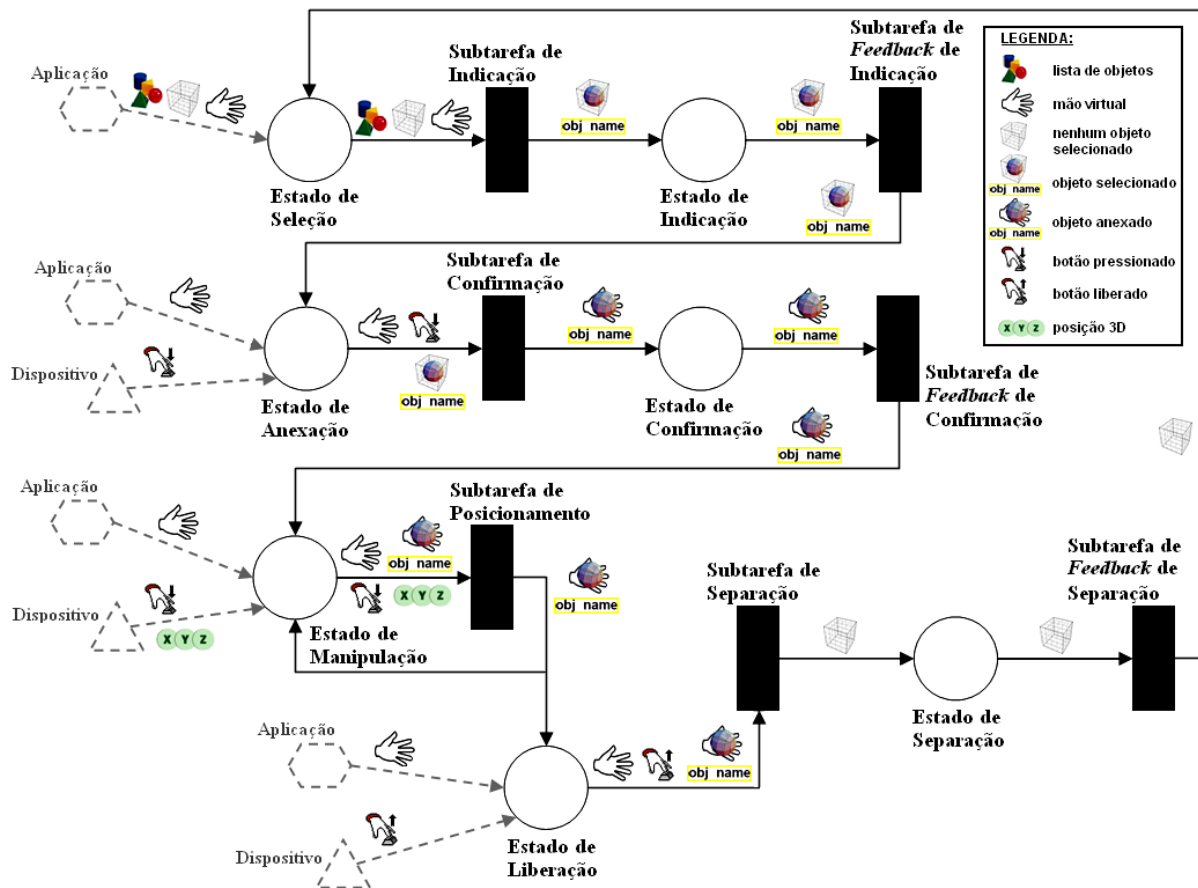 Subtarefa de
Feedback de
Indicação
Subtarefa de
Indicação
LEGENDA:
lista de objetos
mão virtual
nenhum objeto
selecionado
obj name
objeto selecionado
obj name
objeto anexado
botão pressionado
botão liberado
X Y Z
posição 3D
Aplicação
obj name
obj name
Estado de
Seleção
Estado de
Indicação
obj name
Aplicação
Subtarefa de
Confirmação
obj name
obj name
Dispositivo
obj name
Estado de
Anexação
Estado de
Confirmação
Subtarefa de
Feedback de
Confirmação
obj name
Aplicação
Subtarefa de
Posicionamento
obj name
X Y Z
obj name
Dispositivo
X Y Z
Estado de
Manipulação
Subtarefa de
Separação
Subtarefa de
Feedback de
Separação
Estado de
Separação
Aplicação
obj name
Dispositivo
Estado de
Liberação